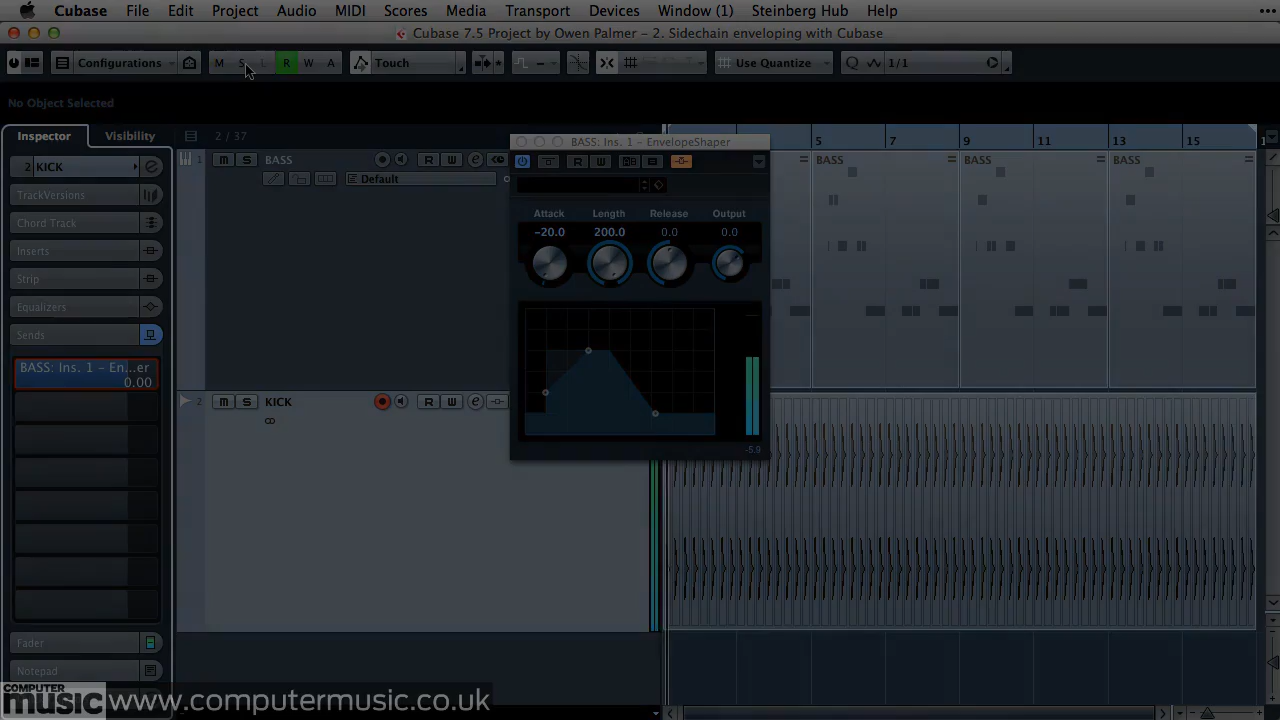 Cubase File Edit Project Audio MIDI Scores Media Transport Devices Window (1) Steinberg Hub Help
Cubase 7.5 Project by Owen Palmer - 2. Sidechain enveloping with Cubase
Configurations M S L R W A Touch Use Quantize Q 1/1
No Object Selected
Inspector Visibility 2 / 37
BASS: Ins. 1 - EnvelopeShaper
5 7 9 11 13 15
2 KICK
1 M S BASS R W e
BASS BASS BASS
Default
TrackVersions
Chord Track
Inserts
Strip
Equalizers
Sends
R W
Attack Length Release Output
-20.0 200.0 0.0 0.0
-5.9
BASS: Ins. 1 - En...er
0.00
2 M S KICK R W e
Fader
Notepad
COMPUTER
music www.computermusic.co.uk